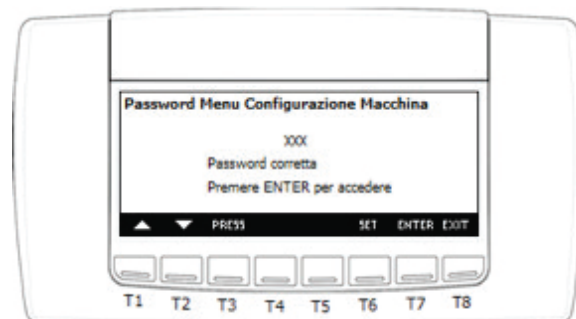 Password Menu Configurazione Macchina
XXX
Password corretta
Premere ENTER per accedere
PRESS SET ENTER EXIT
T1 T2 T3 T4 T5 T6 T7 T8